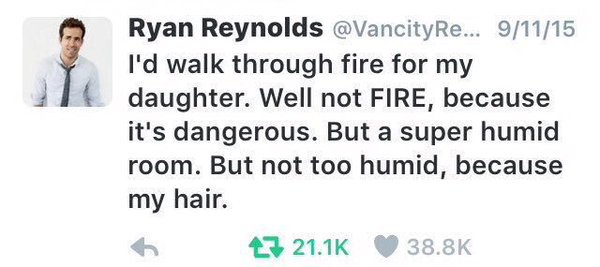 Ryan Reynolds @VancityRe... 9/11/15
I'd walk through fire for my
daughter. Well not FIRE, because
it's dangerous. But a super humid
room. But not too humid, because
my hair.
21.1K 38.8K